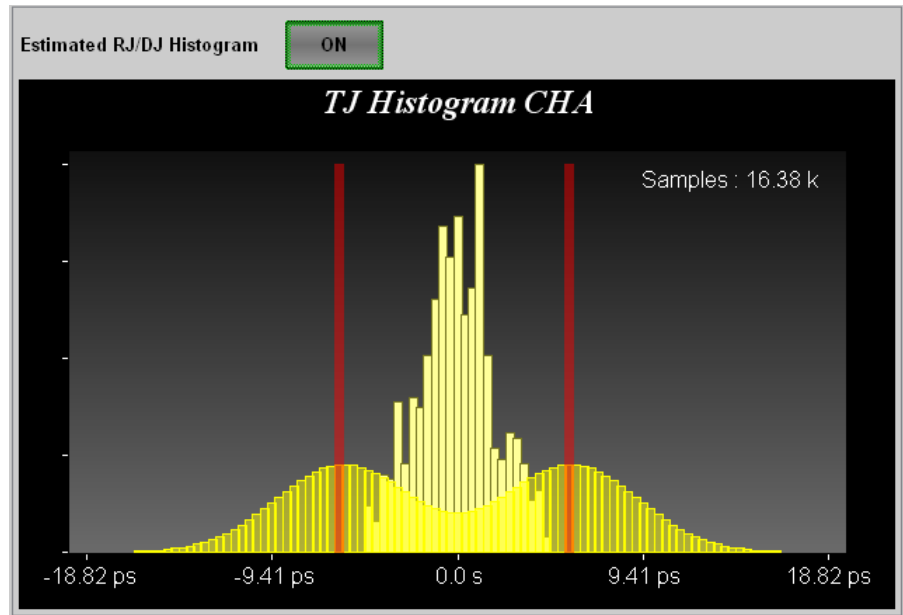 Estimated RJ/DJ Histogram ON
TJ Histogram CHA
Samples : 16.38 k
-18.82 ps -9.41 ps 0.0 s 9.41 ps 18.82 ps